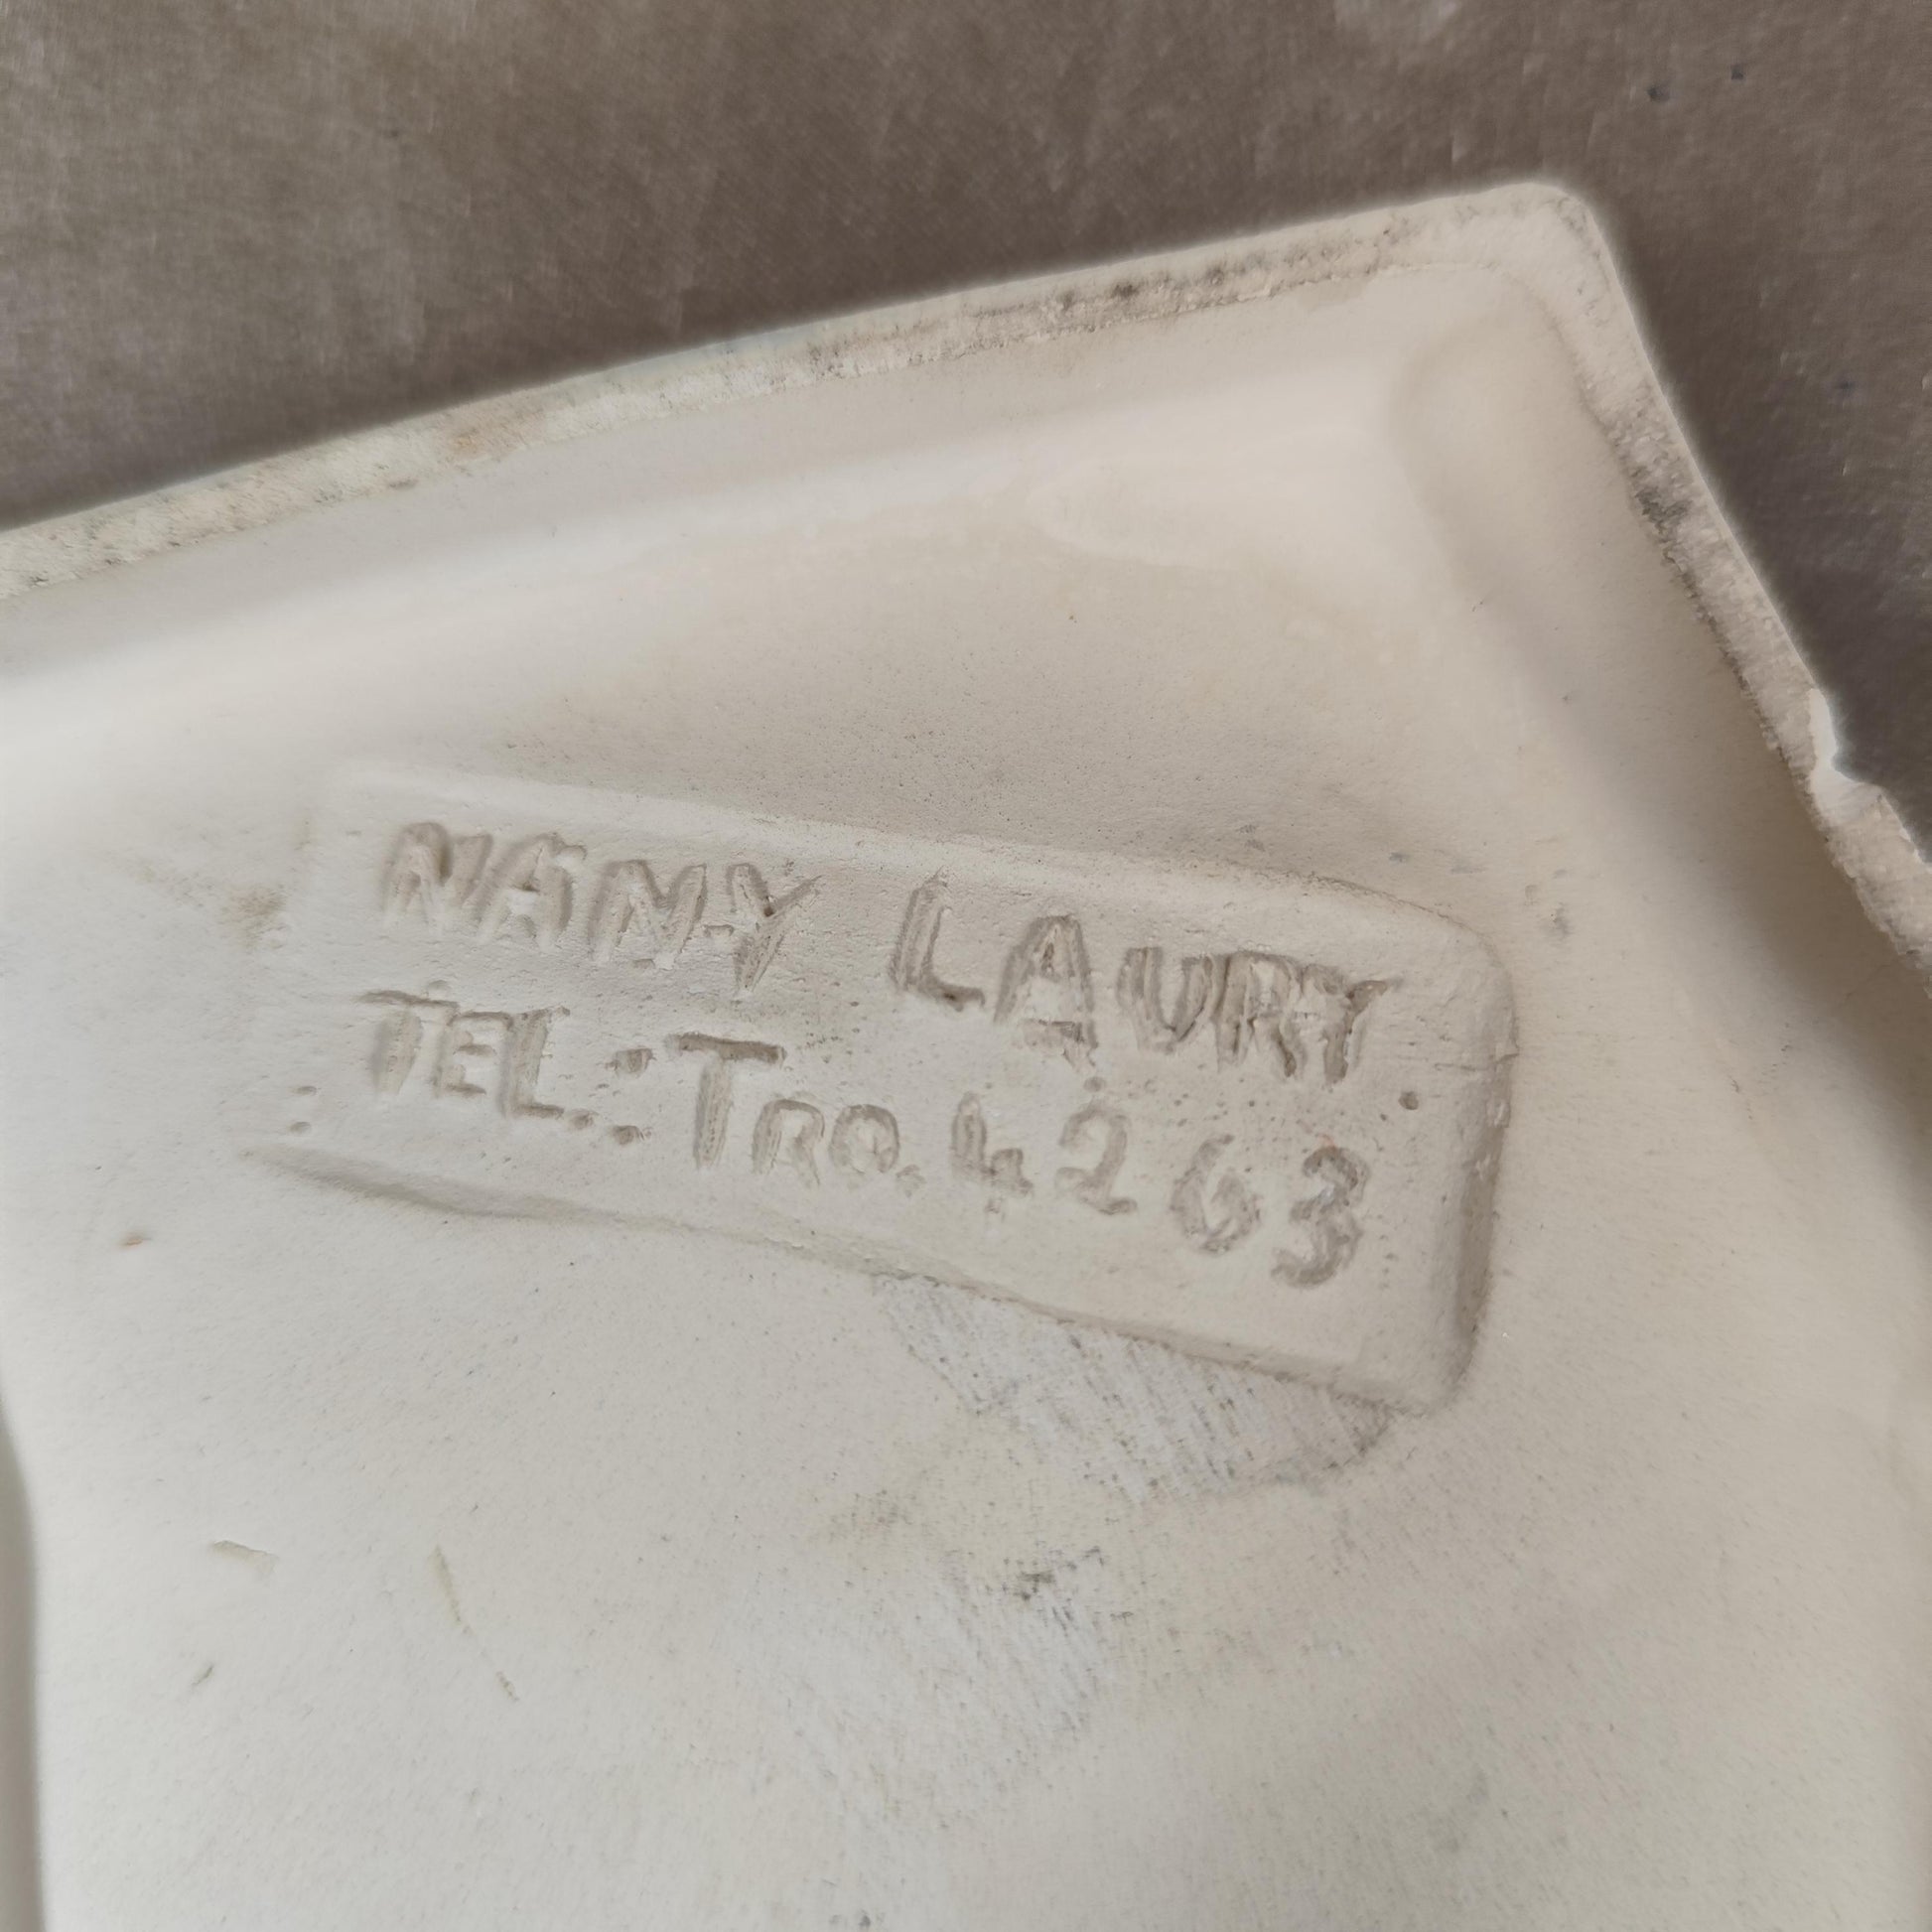 NANY LAURY.
TEL.: TRO. 4263